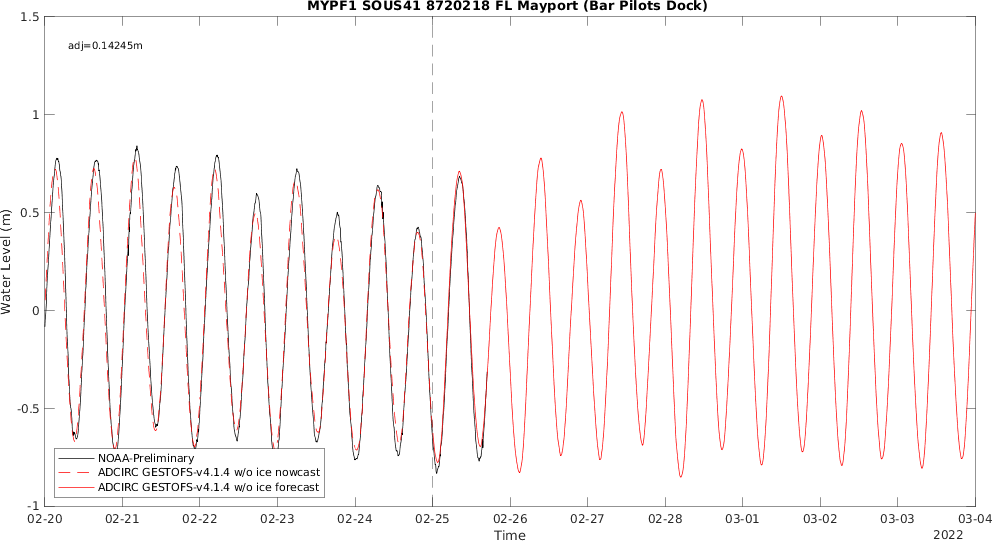 MYPF1 SOUS41 8720218 FL Mayport (Bar Pilots Dock)
adj=0.14245m
1.5
1
0.5
0
-0.5
-1
Water Level (m)
NOAA-Preliminary
ADCIRC GESTOFS-v4.1.4 w/o ice nowcast
ADCIRC GESTOFS-v4.1.4 w/o ice forecast
02-20 02-21 02-22 02-23 02-24 02-25 02-26 02-27 02-28 03-01 03-02 03-03 03-04
Time
2022